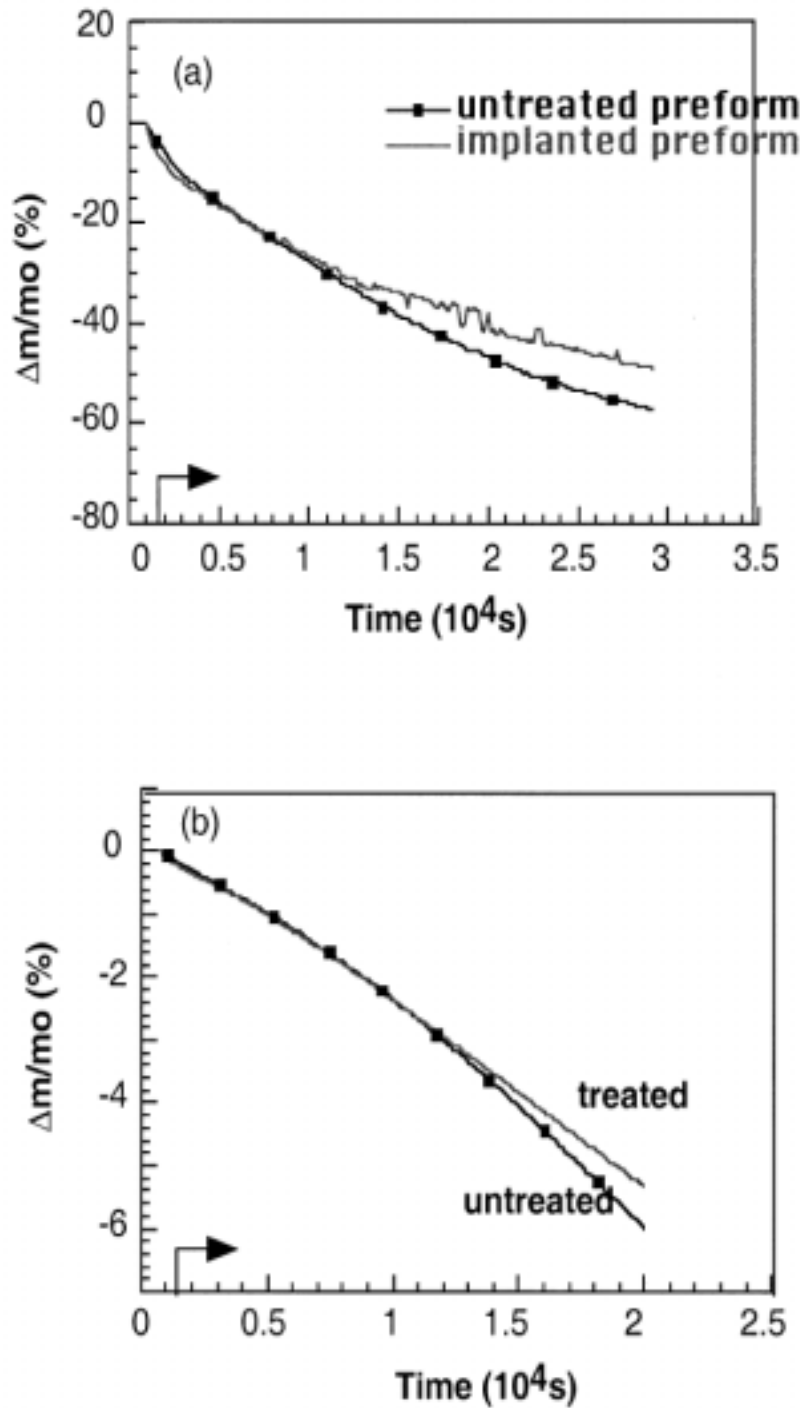 20
(a)
untreated preform
implanted preform
0
-20
-40
-60
-80
Δm/mo (%)
0 0.5 1 1.5 2 2.5 3 3.5
Time (10⁴s)
(b)
0
-2
-4
-6
Δm/mo (%)
treated
untreated
0 0.5 1 1.5 2 2.5
Time (10⁴s)